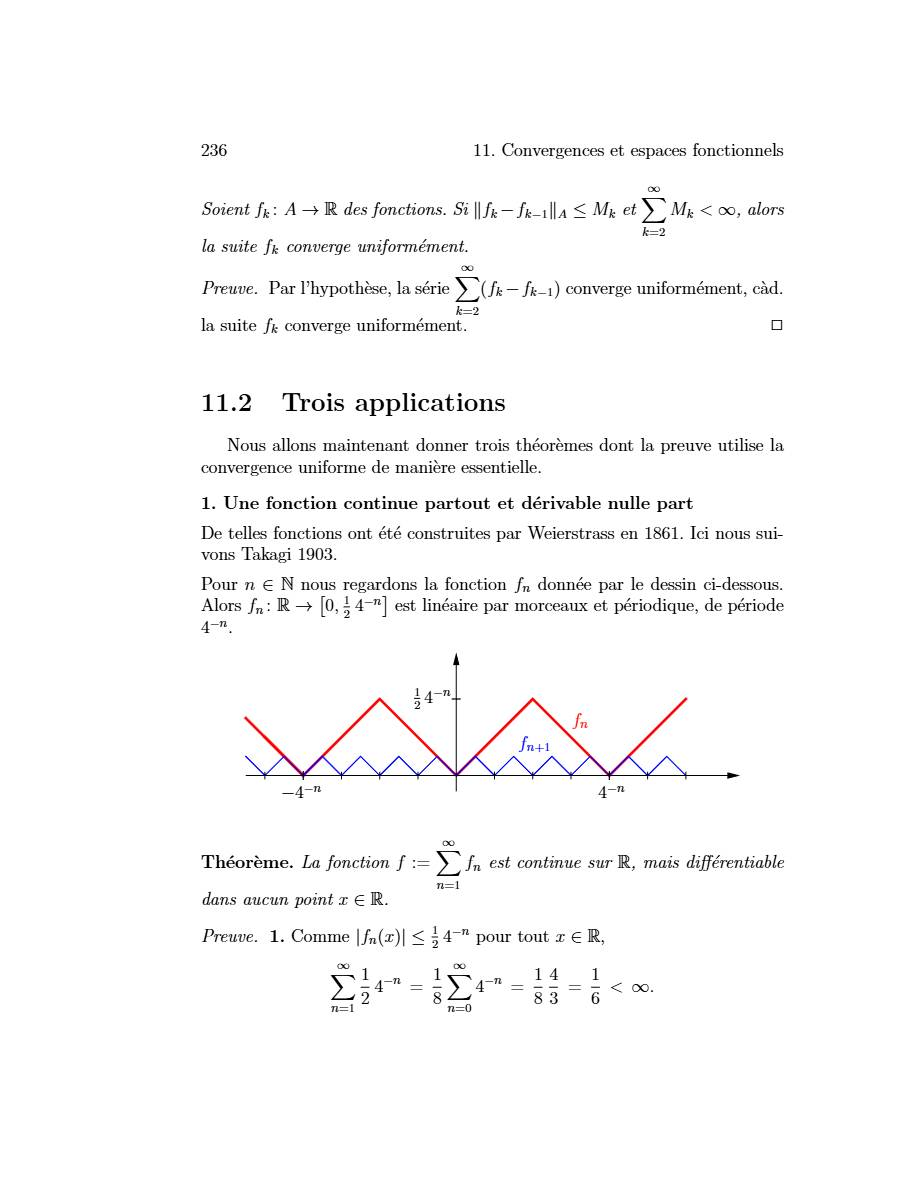 236 11. Convergences et espaces fonctionnels
Soient f_k : A → ℝ des fonctions. Si ‖f_k − f_{k−1}‖_A ≤ M_k et ∑_{k=2}^{∞} M_k < ∞, alors
la suite f_k converge uniformément.
Preuve. Par l'hypothèse, la série ∑_{k=2}^{∞} (f_k − f_{k−1}) converge uniformément, càd.
la suite f_k converge uniformément. □
11.2 Trois applications
Nous allons maintenant donner trois théorèmes dont la preuve utilise la
convergence uniforme de manière essentielle.
1. Une fonction continue partout et dérivable nulle part
De telles fonctions ont été construites par Weierstrass en 1861. Ici nous sui-
vons Takagi 1903.
Pour n ∈ ℕ nous regardons la fonction f_n donnée par le dessin ci-dessous.
Alors f_n : ℝ → [0, ½ 4^{−n}] est linéaire par morceaux et périodique, de période
4^{−n}.
½ 4^{−n}
f_n
f_{n+1}
−4^{−n} 4^{−n}
Théorème. La fonction f := ∑_{n=1}^{∞} f_n est continue sur ℝ, mais différentiable
dans aucun point x ∈ ℝ.
Preuve. 1. Comme |f_n(x)| ≤ ½ 4^{−n} pour tout x ∈ ℝ,
∑_{n=1}^{∞} 1/2 4^{−n} = 1/8 ∑_{n=0}^{∞} 4^{−n} = 1/8 4/3 = 1/6 < ∞.